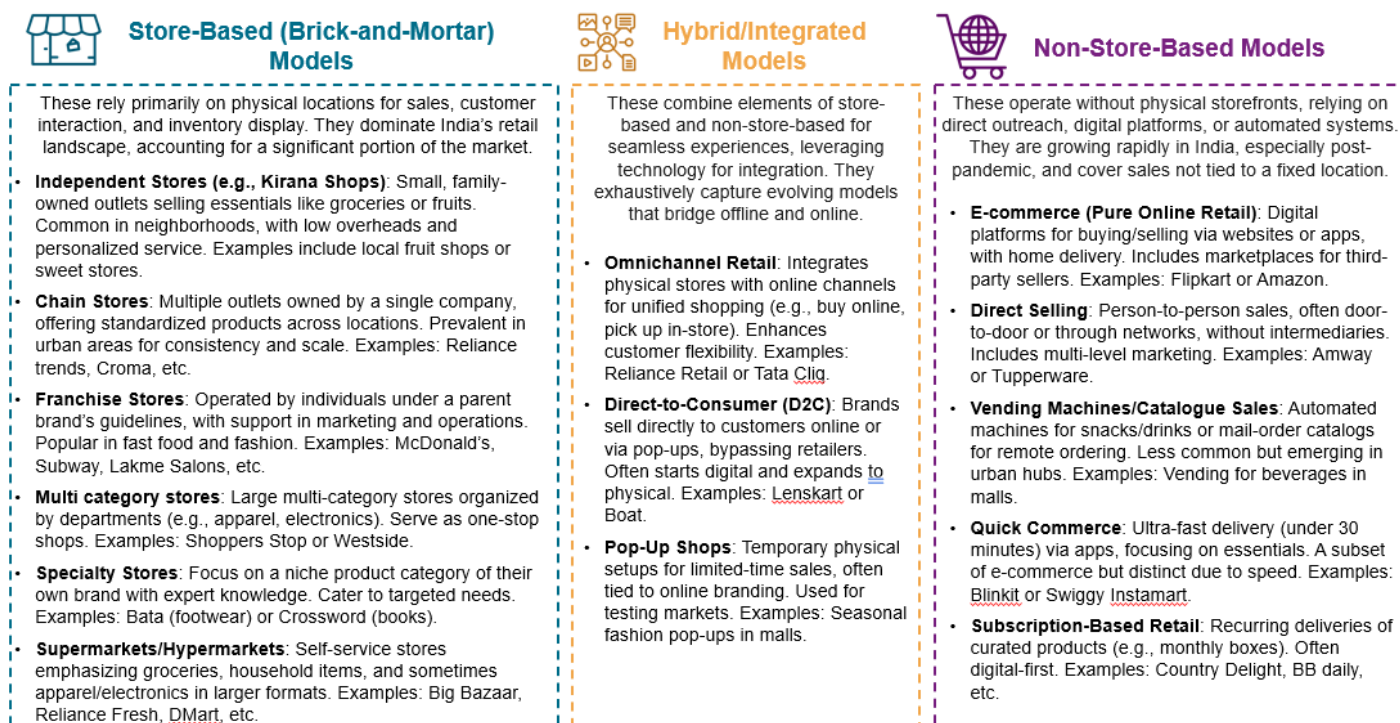 Store-Based (Brick-and-Mortar)
Models
These rely primarily on physical locations for sales, customer
interaction, and inventory display. They dominate India's retail
landscape, accounting for a significant portion of the market.
• Independent Stores (e.g., Kirana Shops): Small, family-
owned outlets selling essentials like groceries or fruits.
Common in neighborhoods, with low overheads and
personalized service. Examples include local fruit shops or
sweet stores.
• Chain Stores: Multiple outlets owned by a single company,
offering standardized products across locations. Prevalent in
urban areas for consistency and scale. Examples: Reliance
trends, Croma, etc.
• Franchise Stores: Operated by individuals under a parent
brand's guidelines, with support in marketing and operations.
Popular in fast food and fashion. Examples: McDonald's,
Subway, Lakme Salons, etc.
• Multi category stores: Large multi-category stores organized
by departments (e.g., apparel, electronics). Serve as one-stop
shops. Examples: Shoppers Stop or Westside.
• Specialty Stores: Focus on a niche product category of their
own brand with expert knowledge. Cater to targeted needs.
Examples: Bata (footwear) or Crossword (books).
• Supermarkets/Hypermarkets: Self-service stores
emphasizing groceries, household items, and sometimes
apparel/electronics in larger formats. Examples: Big Bazaar,
Reliance Fresh, DMart, etc.
Hybrid/Integrated
Models
These combine elements of store-
based and non-store-based for
seamless experiences, leveraging
technology for integration. They
exhaustively capture evolving models
that bridge offline and online.
• Omnichannel Retail: Integrates
physical stores with online channels
for unified shopping (e.g., buy online,
pick up in-store). Enhances
customer flexibility. Examples:
Reliance Retail or Tata Cliq.
• Direct-to-Consumer (D2C): Brands
sell directly to customers online or
via pop-ups, bypassing retailers.
Often starts digital and expands to
physical. Examples: Lenskart or
Boat.
• Pop-Up Shops: Temporary physical
setups for limited-time sales, often
tied to online branding. Used for
testing markets. Examples: Seasonal
fashion pop-ups in malls.
Non-Store-Based Models
These operate without physical storefronts, relying on
direct outreach, digital platforms, or automated systems.
They are growing rapidly in India, especially post-
pandemic, and cover sales not tied to a fixed location.
• E-commerce (Pure Online Retail): Digital
platforms for buying/selling via websites or apps,
with home delivery. Includes marketplaces for third-
party sellers. Examples: Flipkart or Amazon.
• Direct Selling: Person-to-person sales, often door-
to-door or through networks, without intermediaries.
Includes multi-level marketing. Examples: Amway
or Tupperware.
• Vending Machines/Catalogue Sales: Automated
machines for snacks/drinks or mail-order catalogs
for remote ordering. Less common but emerging in
urban hubs. Examples: Vending for beverages in
malls.
• Quick Commerce: Ultra-fast delivery (under 30
minutes) via apps, focusing on essentials. A subset
of e-commerce but distinct due to speed. Examples:
Blinkit or Swiggy Instamart.
• Subscription-Based Retail: Recurring deliveries of
curated products (e.g., monthly boxes). Often
digital-first. Examples: Country Delight, BB daily,
etc.